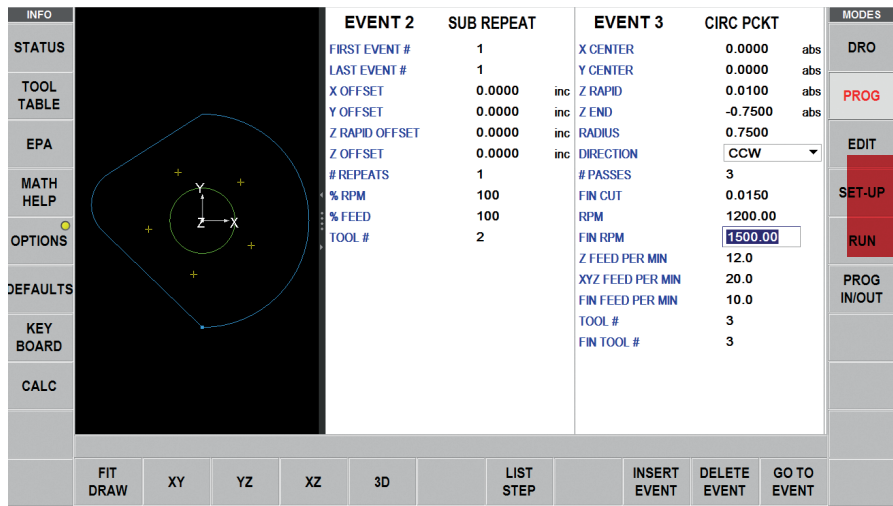 INFO
STATUS
TOOL
TABLE
EPA
MATH
HELP
OPTIONS
DEFAULTS
KEY
BOARD
CALC
Y
Z
X
EVENT 2 SUB REPEAT
FIRST EVENT # 1
LAST EVENT # 1
X OFFSET 0.0000 inc
Y OFFSET 0.0000 inc
Z RAPID OFFSET 0.0000 inc
Z OFFSET 0.0000 inc
# REPEATS 1
% RPM 100
% FEED 100
TOOL # 2
EVENT 3 CIRC PCKT
X CENTER 0.0000 abs
Y CENTER 0.0000 abs
Z RAPID 0.0100 abs
Z END -0.7500 abs
RADIUS 0.7500
DIRECTION CCW
# PASSES 3
FIN CUT 0.0150
RPM 1200.00
FIN RPM 1500.00
Z FEED PER MIN 12.0
XYZ FEED PER MIN 20.0
FIN FEED PER MIN 10.0
TOOL # 3
FIN TOOL # 3
MODES
DRO
PROG
EDIT
SET-UP
RUN
PROG
IN/OUT
FIT
DRAW
XY
YZ
XZ
3D
LIST
STEP
INSERT
EVENT
DELETE
EVENT
GO TO
EVENT